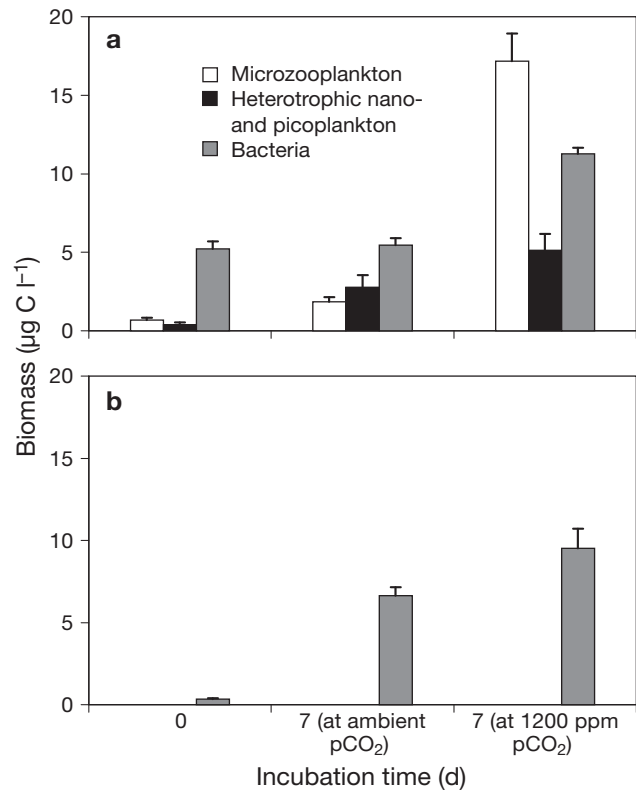 20
a
Microzooplankton
Heterotrophic nano-
and picoplankton
Bacteria
15
10
5
0
Biomass (µg C l–1)
20
b
15
10
5
0
0
7 (at ambient
pCO2)
7 (at 1200 ppm
pCO2)
Incubation time (d)